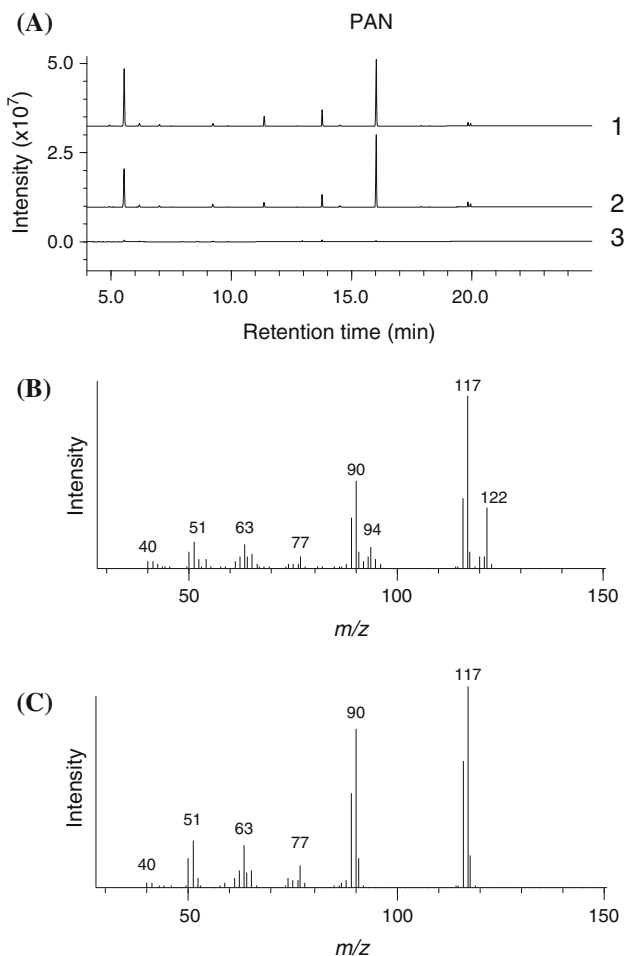 (A)
PAN
Intensity (x10⁷)
5.0
2.5
0.0
1
2
3
5.0 10.0 15.0 20.0
Retention time (min)
(B)
Intensity
40 51 63 77 90 94 117 122
50 100 150
m/z
(C)
Intensity
40 51 63 77 90 117
50 100 150
m/z